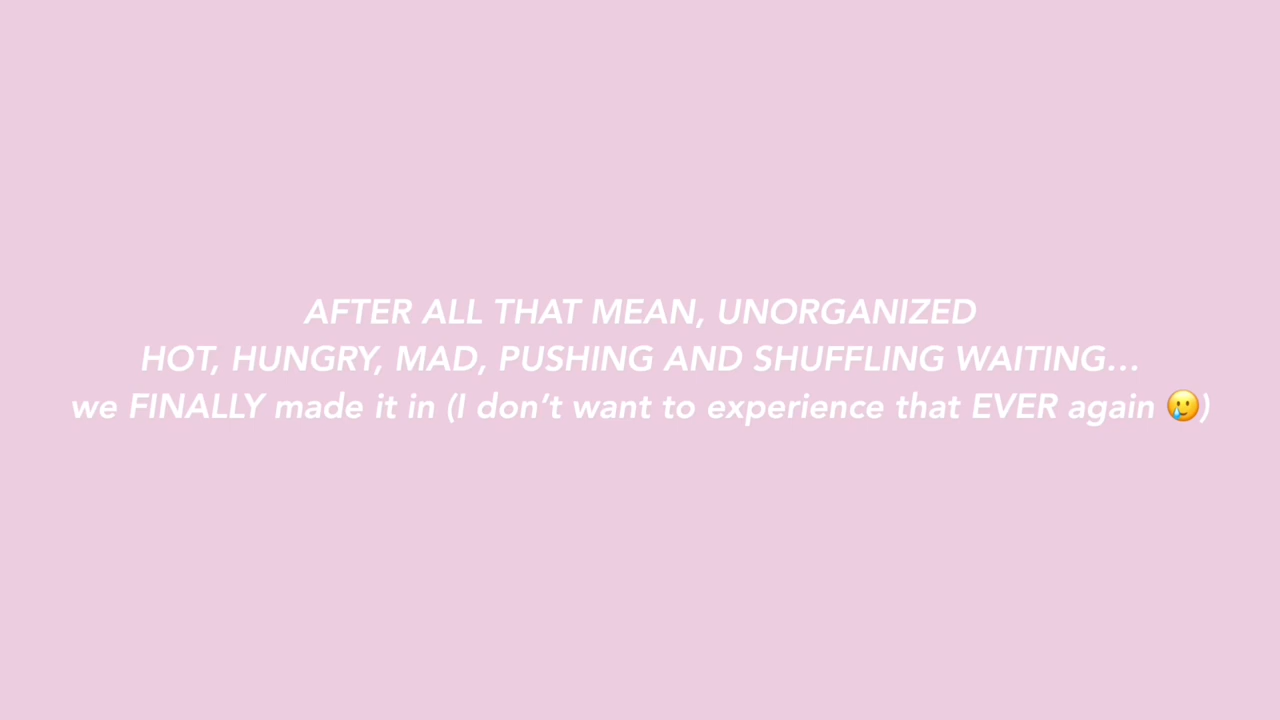 AFTER ALL THAT MEAN, UNORGANIZED
HOT, HUNGRY, MAD, PUSHING AND SHUFFLING WAITING...
we FINALLY made it in (I don’t want to experience that EVER again 🥲)